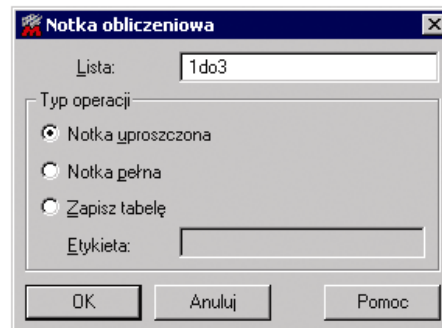 Notka obliczeniowa
Lista: 1do3
Typ operacji
Notka uproszczona
Notka pełna
Zapisz tabelę
Etykieta:
OK Anuluj Pomoc